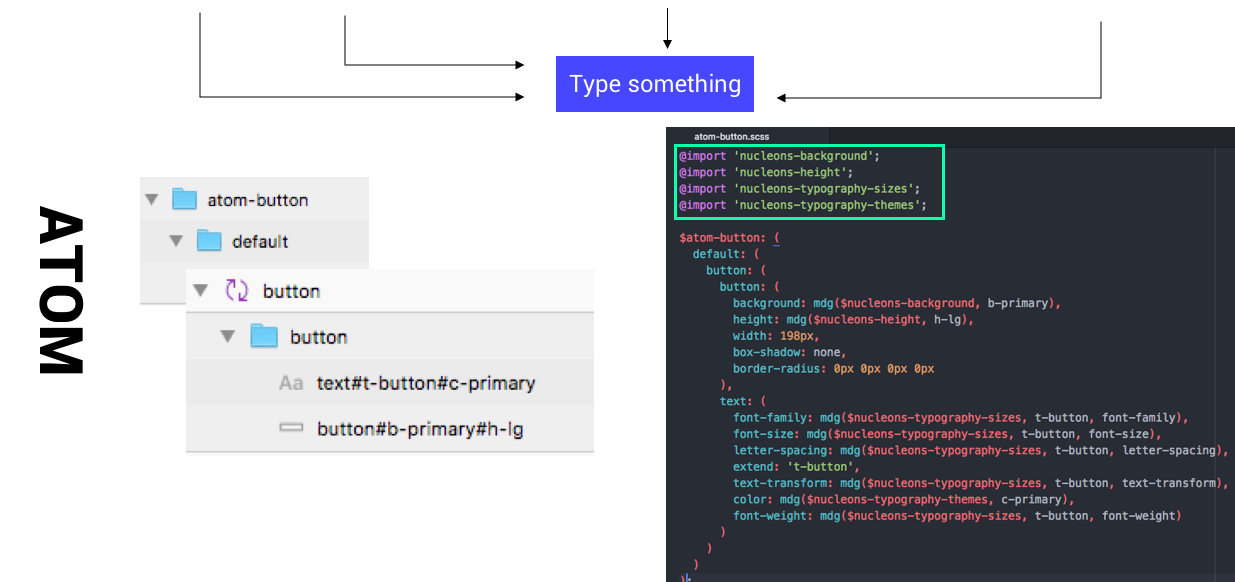 Type something
ATOM
atom-button
default
button
button
Aa text#t-button#c-primary
button#b-primary#h-lg
atom-button.scss
@import 'nucleons-background';
@import 'nucleons-height';
@import 'nucleons-typography-sizes';
@import 'nucleons-typography-themes';
$atom-button: (
default: (
button: (
button: (
background: mdg($nucleons-background, b-primary),
height: mdg($nucleons-height, h-lg),
width: 198px,
box-shadow: none,
border-radius: 0px 0px 0px 0px
),
text: (
font-family: mdg($nucleons-typography-sizes, t-button, font-family),
font-size: mdg($nucleons-typography-sizes, t-button, font-size),
letter-spacing: mdg($nucleons-typography-sizes, t-button, letter-spacing),
extend: 't-button',
text-transform: mdg($nucleons-typography-sizes, t-button, text-transform),
color: mdg($nucleons-typography-themes, c-primary),
font-weight: mdg($nucleons-typography-sizes, t-button, font-weight)
)
)
)
);